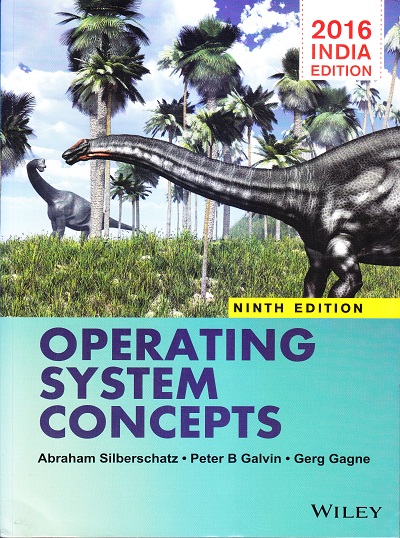 2016
INDIA
EDITION
NINTH EDITION
OPERATING
SYSTEM
CONCEPTS
Abraham Silberschatz • Peter B Galvin • Gerg Gagne
WILEY